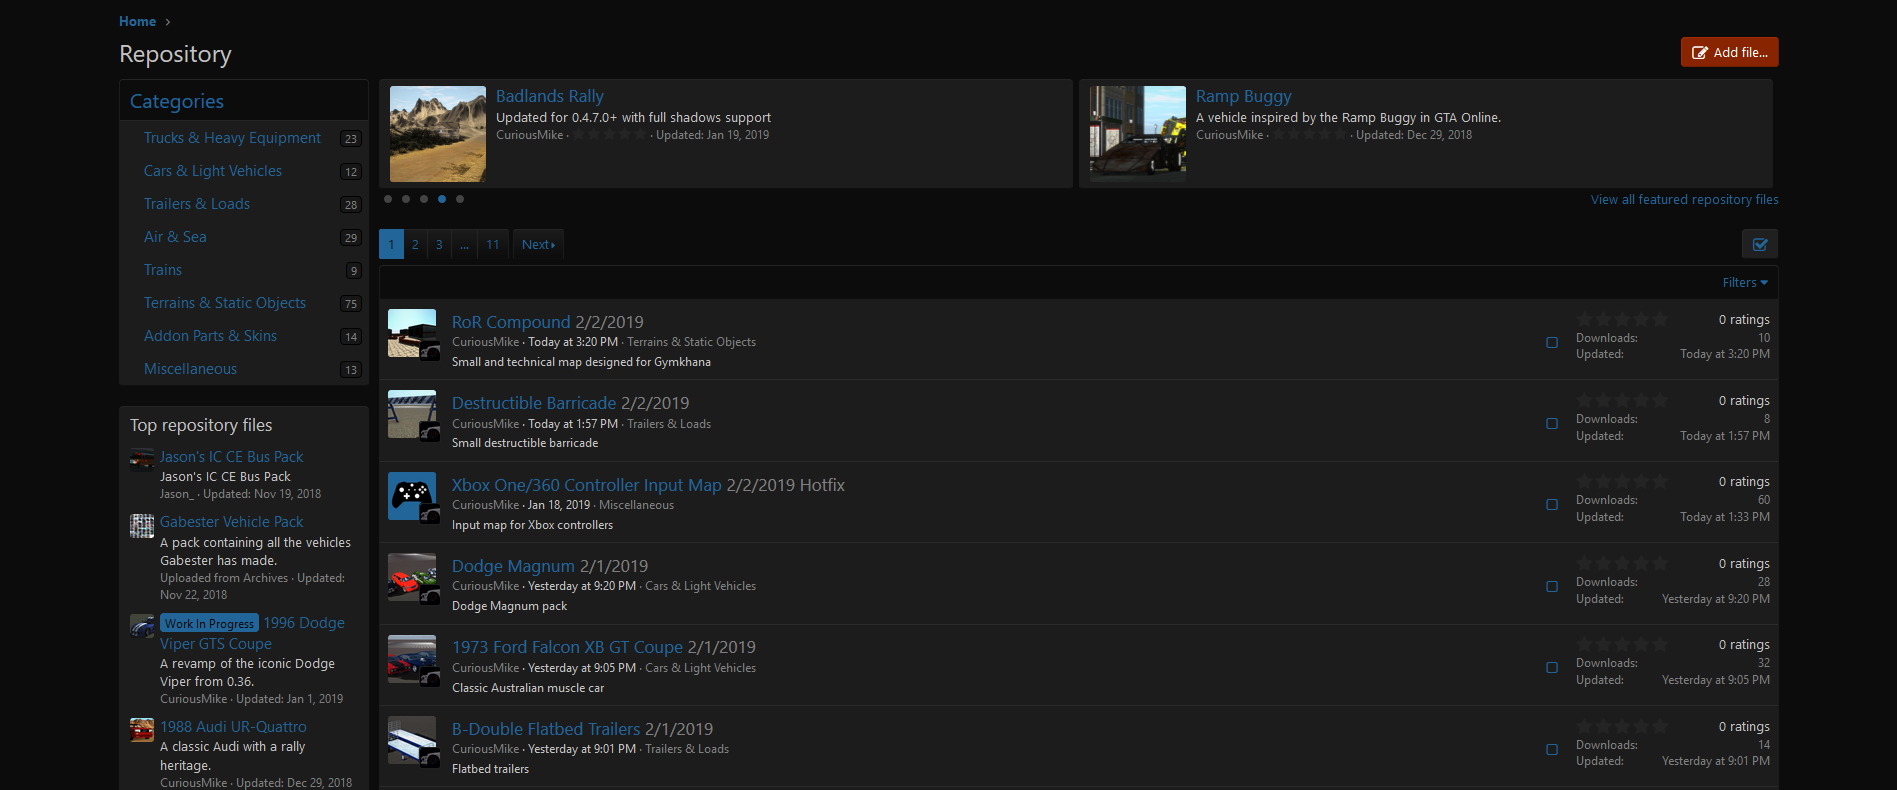 Home
Repository
Add file...
Categories
Trucks & Heavy Equipment 23
Cars & Light Vehicles 12
Trailers & Loads 28
Air & Sea 29
Trains 9
Terrains & Static Objects 75
Addon Parts & Skins 14
Miscellaneous 13
Top repository files
Jason's IC CE Bus Pack
Jason's IC CE Bus Pack
Jason_ · Updated: Nov 19, 2018
Gabester Vehicle Pack
A pack containing all the vehicles
Gabester has made.
Uploaded from Archives · Updated:
Nov 22, 2018
Work In Progress 1996 Dodge
Viper GTS Coupe
A revamp of the iconic Dodge
Viper from 0.36.
CuriousMike · Updated: Jan 1, 2019
1988 Audi UR-Quattro
A classic Audi with a rally
heritage.
CuriousMike · Updated: Dec 29, 2018
Badlands Rally
Updated for 0.4.7.0+ with full shadows support
CuriousMike · Updated: Jan 19, 2019
Ramp Buggy
A vehicle inspired by the Ramp Buggy in GTA Online.
CuriousMike · Updated: Dec 29, 2018
View all featured repository files
1 2 3 ... 11 Next
Filters
RoR Compound 2/2/2019
CuriousMike · Today at 3:20 PM · Terrains & Static Objects
Small and technical map designed for Gymkhana
0 ratings
Downloads: 10
Updated: Today at 3:20 PM
Destructible Barricade 2/2/2019
CuriousMike · Today at 1:57 PM · Trailers & Loads
Small destructible barricade
0 ratings
Downloads: 8
Updated: Today at 1:57 PM
Xbox One/360 Controller Input Map 2/2/2019 Hotfix
CuriousMike · Jan 18, 2019 · Miscellaneous
Input map for Xbox controllers
0 ratings
Downloads: 60
Updated: Today at 1:33 PM
Dodge Magnum 2/1/2019
CuriousMike · Yesterday at 9:20 PM · Cars & Light Vehicles
Dodge Magnum pack
0 ratings
Downloads: 28
Updated: Yesterday at 9:20 PM
1973 Ford Falcon XB GT Coupe 2/1/2019
CuriousMike · Yesterday at 9:05 PM · Cars & Light Vehicles
Classic Australian muscle car
0 ratings
Downloads: 32
Updated: Yesterday at 9:05 PM
B-Double Flatbed Trailers 2/1/2019
CuriousMike · Yesterday at 9:01 PM · Trailers & Loads
Flatbed trailers
0 ratings
Downloads: 14
Updated: Yesterday at 9:01 PM